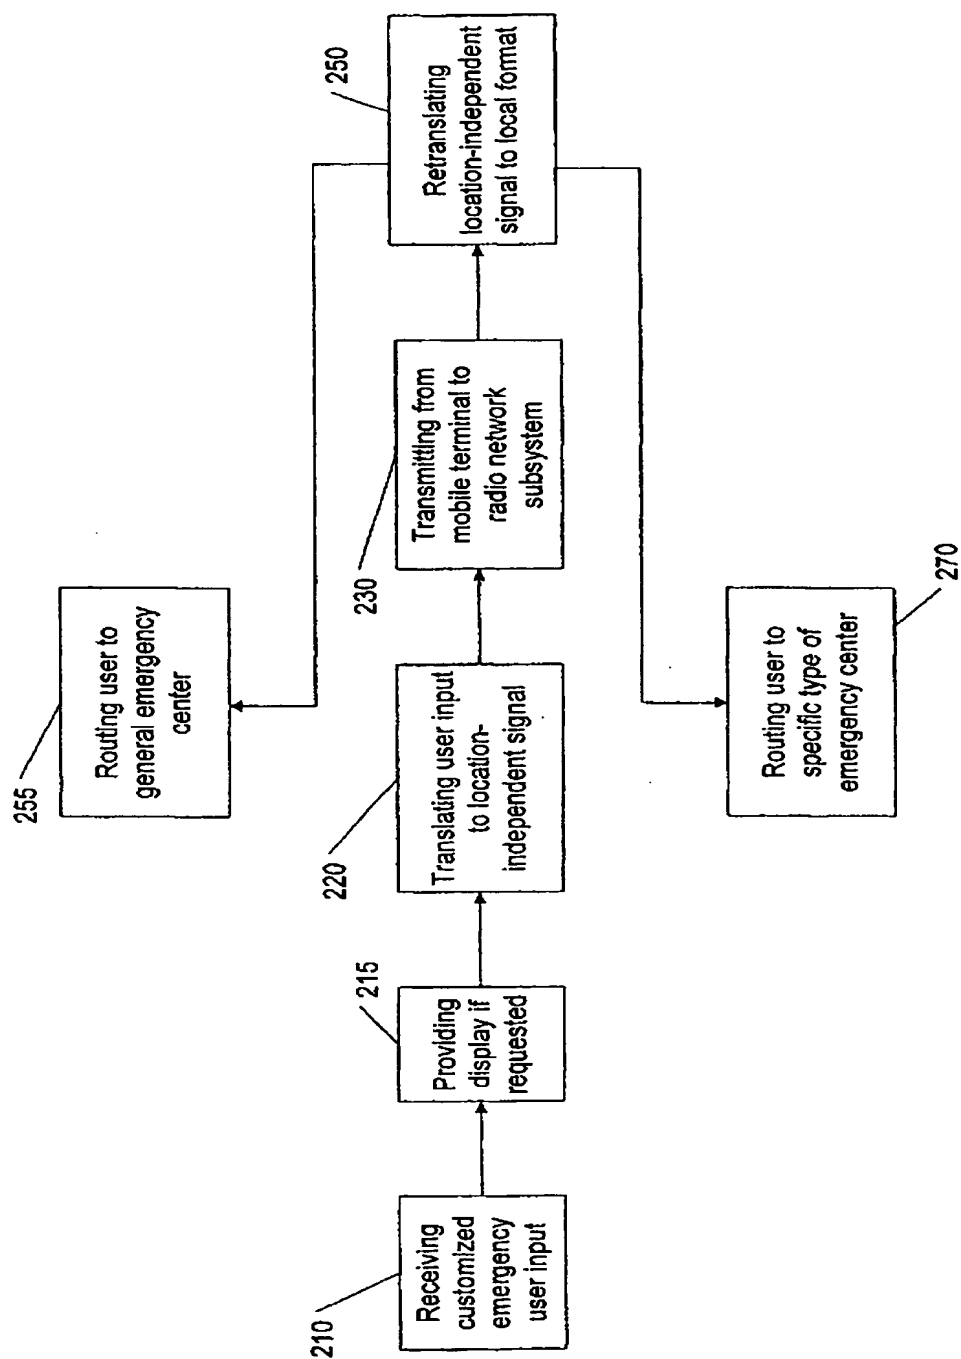 210
Receiving
customized
emergency
user input
215
Providing
display if
requested
220
Translating user input
to location-
independent signal
230
Transmitting from
mobile terminal to
radio network
subsystem
250
Retranslating
location-independent
signal to local format
255
Routing user to
general emergency
center
270
Routing user to
specific type of
emergency center